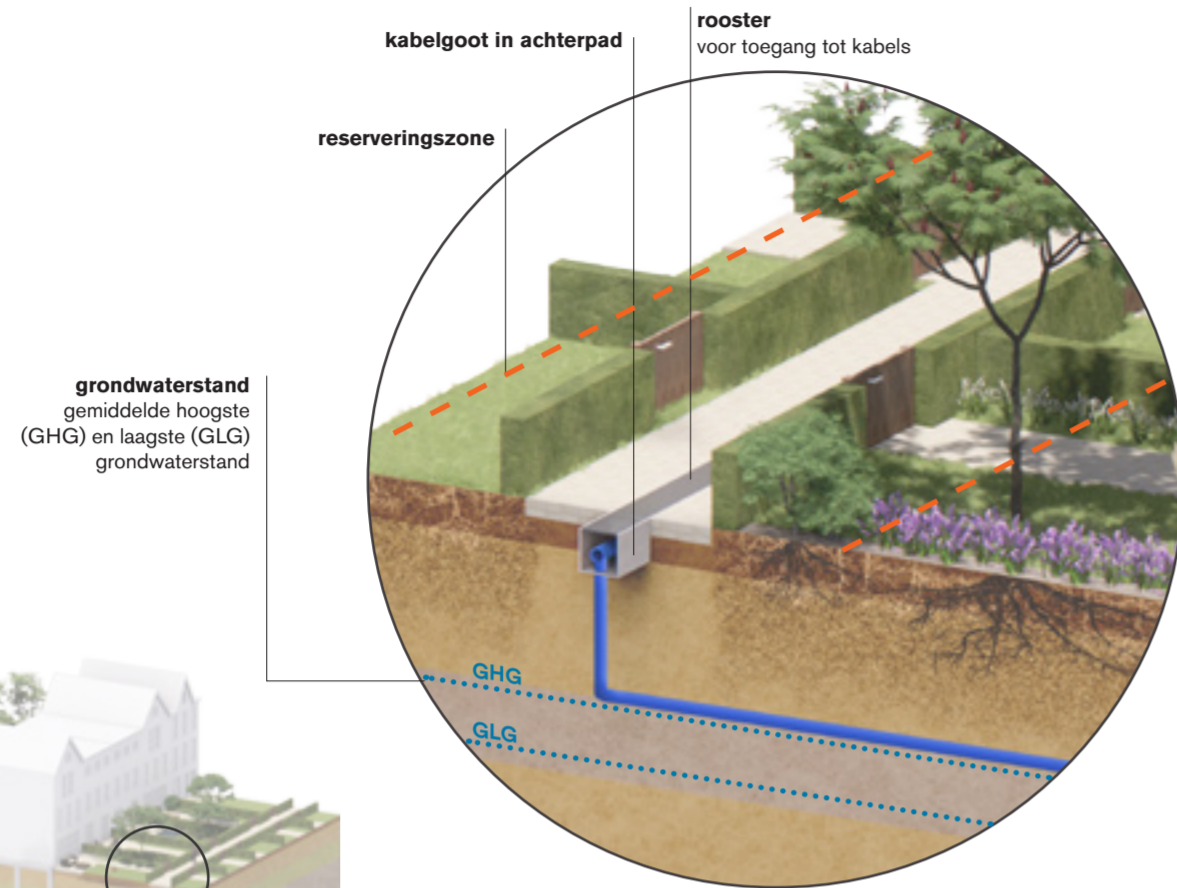 rooster
voor toegang tot kabels
kabelgoot in achterpad
reserveringszone
grondwaterstand
gemiddelde hoogste
(GHG) en laagste (GLG)
grondwaterstand
GHG
GLG